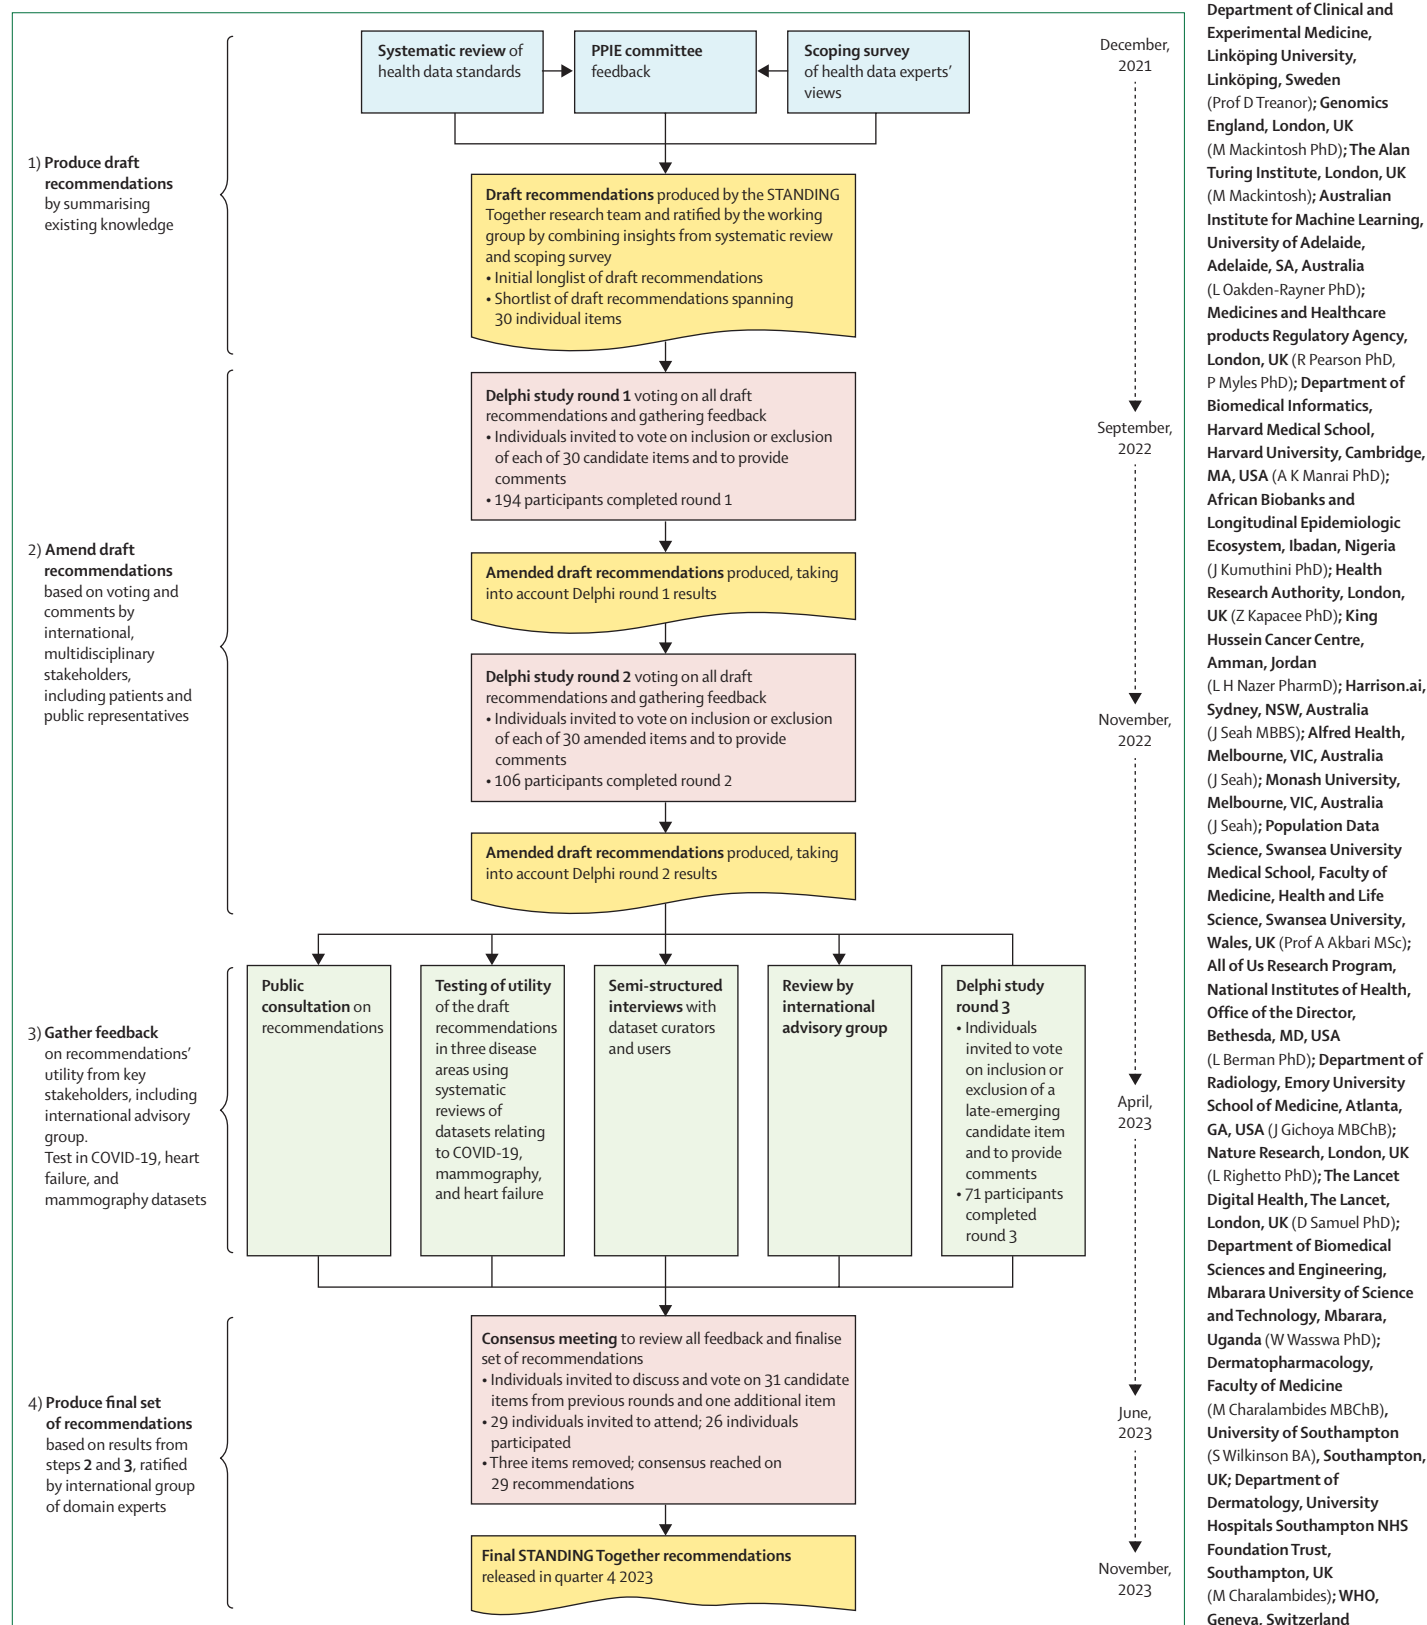 Systematic review of
health data standards
PPIE committee
feedback
Scoping survey
of health data experts'
views
December,
2021
1) Produce draft
recommendations
by summarising
existing knowledge
Draft recommendations produced by the STANDING
Together research team and ratified by the working
group by combining insights from systematic review
and scoping survey
• Initial longlist of draft recommendations
• Shortlist of draft recommendations spanning
30 individual items
Delphi study round 1 voting on all draft
recommendations and gathering feedback
• Individuals invited to vote on inclusion or exclusion
of each of 30 candidate items and to provide
comments
• 194 participants completed round 1
September,
2022
2) Amend draft
recommendations
based on voting and
comments by
international,
multidisciplinary
stakeholders,
including patients and
public representatives
Amended draft recommendations produced, taking
into account Delphi round 1 results
Delphi study round 2 voting on all draft
recommendations and gathering feedback
• Individuals invited to vote on inclusion or exclusion
of each of 30 amended items and to provide
comments
• 106 participants completed round 2
November,
2022
Amended draft recommendations produced, taking
into account Delphi round 2 results
3) Gather feedback
on recommendations'
utility from key
stakeholders, including
international advisory
group.
Test in COVID-19, heart
failure, and
mammography datasets
Public
consultation on
recommendations
Testing of utility
of the draft
recommendations
in three disease
areas using
systematic
reviews of
datasets relating
to COVID-19,
mammography,
and heart failure
Semi-structured
interviews with
dataset curators
and users
Review by
international
advisory group
Delphi study
round 3
• Individuals
invited to vote
on inclusion or
exclusion of a
late-emerging
candidate item
and to provide
comments
• 71 participants
completed
round 3
April,
2023
4) Produce final set
of recommendations
based on results from
steps 2 and 3, ratified
by international group
of domain experts
Consensus meeting to review all feedback and finalise
set of recommendations
• Individuals invited to discuss and vote on 31 candidate
items from previous rounds and one additional item
• 29 individuals invited to attend; 26 individuals
participated
• Three items removed; consensus reached on
29 recommendations
June,
2023
Final STANDING Together recommendations
released in quarter 4 2023
November,
2023
Department of Clinical and
Experimental Medicine,
Linköping University,
Linköping, Sweden
(Prof D Treanor); Genomics
England, London, UK
(M Mackintosh PhD); The Alan
Turing Institute, London, UK
(M Mackintosh); Australian
Institute for Machine Learning,
University of Adelaide,
Adelaide, SA, Australia
(L Oakden-Rayner PhD);
Medicines and Healthcare
products Regulatory Agency,
London, UK (R Pearson PhD,
P Myles PhD); Department of
Biomedical Informatics,
Harvard Medical School,
Harvard University, Cambridge,
MA, USA (A K Manrai PhD);
African Biobanks and
Longitudinal Epidemiologic
Ecosystem, Ibadan, Nigeria
(J Kumuthini PhD); Health
Research Authority, London,
UK (Z Kapacee PhD); King
Hussein Cancer Centre,
Amman, Jordan
(L H Nazer PharmD); Harrison.ai,
Sydney, NSW, Australia
(J Seah MBBS); Alfred Health,
Melbourne, VIC, Australia
(J Seah); Monash University,
Melbourne, VIC, Australia
(J Seah); Population Data
Science, Swansea University
Medical School, Faculty of
Medicine, Health and Life
Science, Swansea University,
Wales, UK (Prof A Akbari MSc);
All of Us Research Program,
National Institutes of Health,
Office of the Director,
Bethesda, MD, USA
(L Berman PhD); Department of
Radiology, Emory University
School of Medicine, Atlanta,
GA, USA (J Gichoya MBChB);
Nature Research, London, UK
(L Righetto PhD); The Lancet
Digital Health, The Lancet,
London, UK (D Samuel PhD);
Department of Biomedical
Sciences and Engineering,
Mbarara University of Science
and Technology, Mbarara,
Uganda (W Wasswa PhD);
Dermatopharmacology,
Faculty of Medicine
(M Charalambides MBChB),
University of Southampton
(S Wilkinson BA), Southampton,
UK; Department of
Dermatology, University
Hospitals Southampton NHS
Foundation Trust,
Southampton, UK
(M Charalambides); WHO,
Geneva, Switzerland